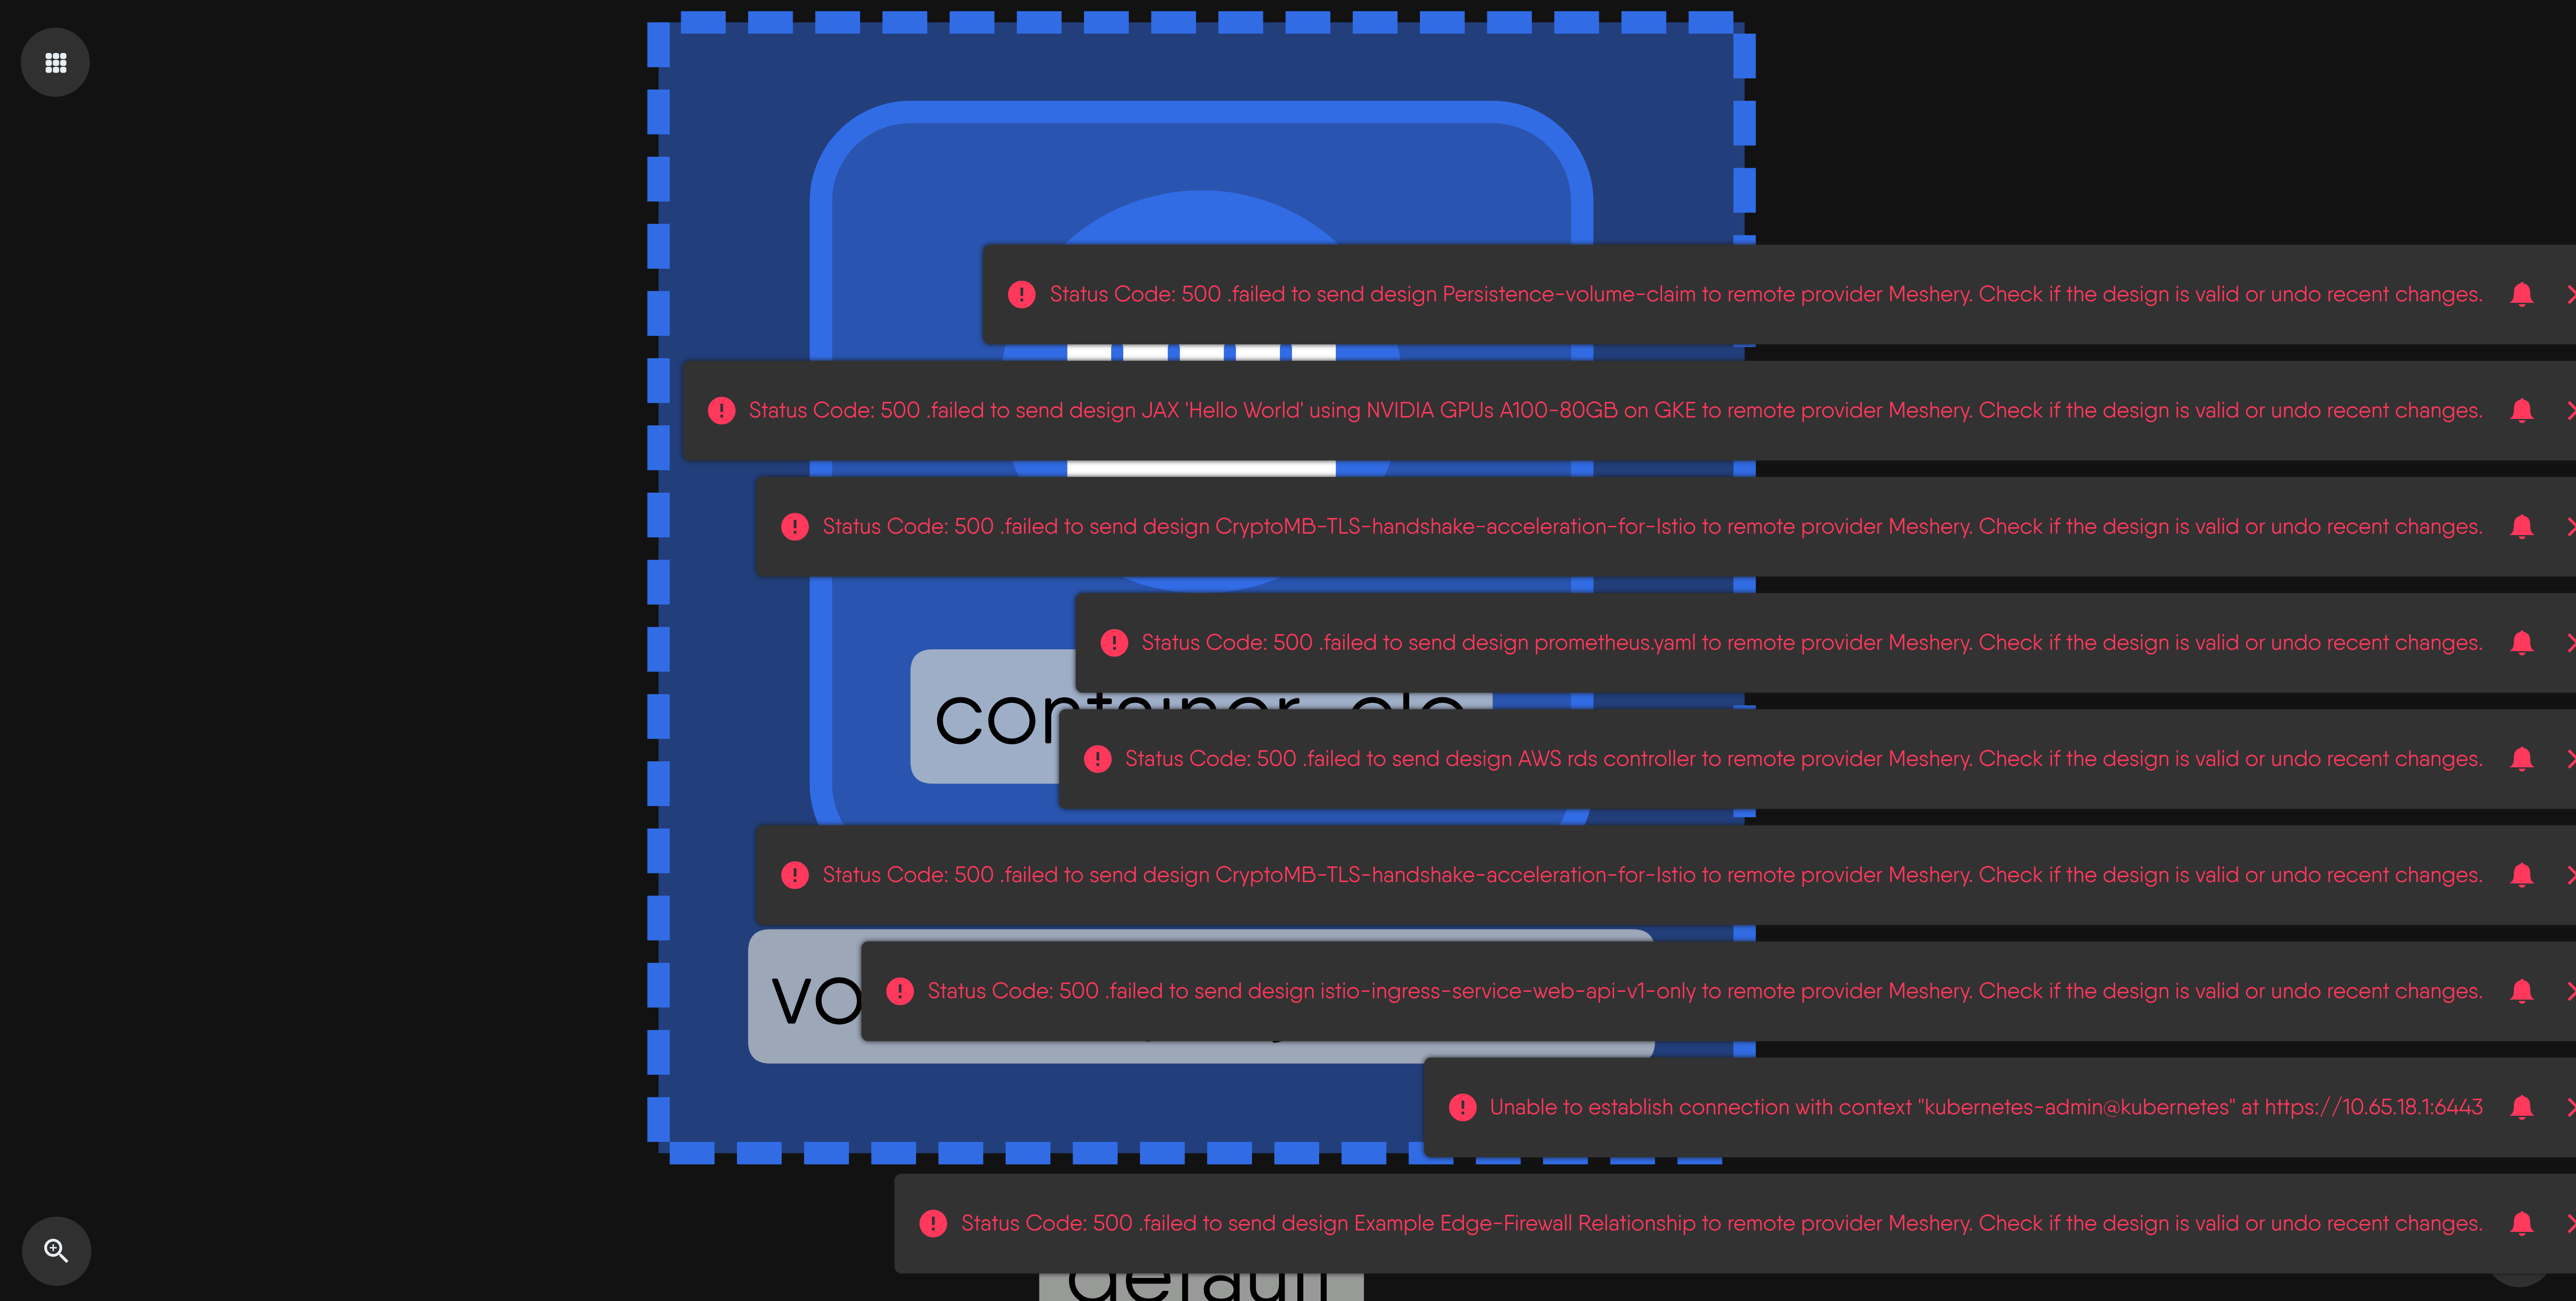 Status Code: 500 .failed to send design Persistence-volume-claim to remote provider Meshery. Check if the design is valid or undo recent changes.
Status Code: 500 .failed to send design JAX 'Hello World' using NVIDIA GPUs A100-80GB on GKE to remote provider Meshery. Check if the design is valid or undo recent changes.
Status Code: 500 .failed to send design CryptoMB-TLS-handshake-acceleration-for-Istio to remote provider Meshery. Check if the design is valid or undo recent changes.
Status Code: 500 .failed to send design prometheus.yaml to remote provider Meshery. Check if the design is valid or undo recent changes.
Status Code: 500 .failed to send design AWS rds controller to remote provider Meshery. Check if the design is valid or undo recent changes.
Status Code: 500 .failed to send design CryptoMB-TLS-handshake-acceleration-for-Istio to remote provider Meshery. Check if the design is valid or undo recent changes.
Status Code: 500 .failed to send design istio-ingress-service-web-api-v1-only to remote provider Meshery. Check if the design is valid or undo recent changes.
Unable to establish connection with context "kubernetes-admin@kubernetes" at https://10.65.18.1:6443
Status Code: 500 .failed to send design Example Edge-Firewall Relationship to remote provider Meshery. Check if the design is valid or undo recent changes.
default